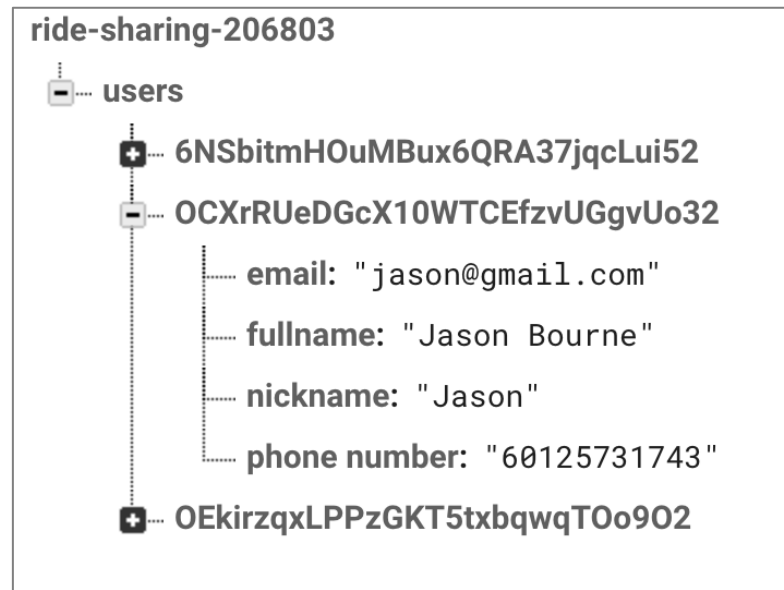 ride-sharing-206803
users
6NSbitmHOuMBux6QRA37jqcLui52
OCXrRUeDGcX10WTCEfzvUGgvUo32
email: "jason@gmail.com"
fullname: "Jason Bourne"
nickname: "Jason"
phone number: "60125731743"
OEkirzqxLPPzGKT5txbqwqTOo9O2